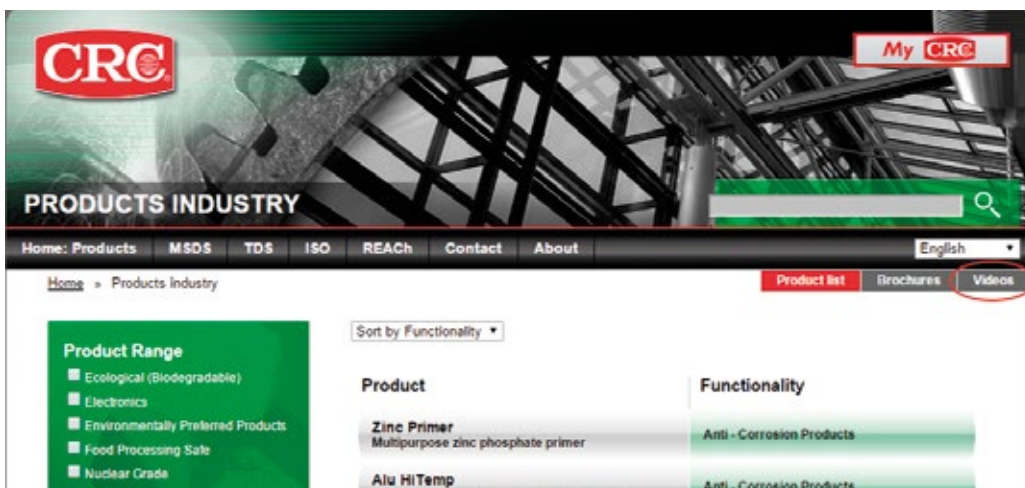 CRC
My CRC
PRODUCTS INDUSTRY
Home: Products MSDS TDS ISO REACh Contact About English
Home » Products Industry
Product list Brochures Videos
Sort by Functionality
Product Range
Ecological (Biodegradable)
Electronics
Environmentally Preferred Products
Food Processing Safe
Nuclear Grade
Product Functionality
Zinc Primer
Multipurpose zinc phosphate primer
Anti - Corrosion Products
Alu HiTemp
Anti - Corrosion Products